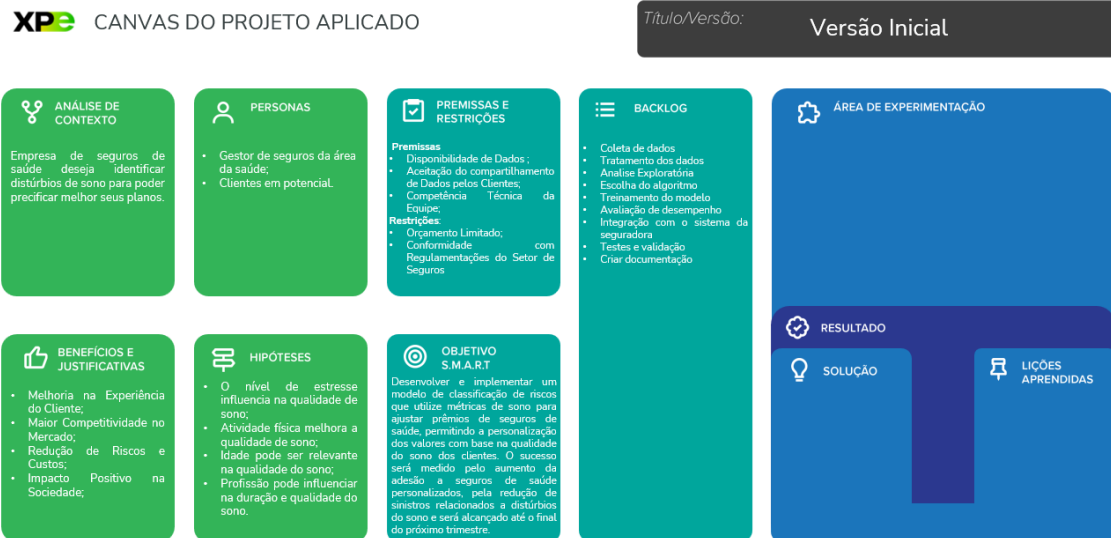 XPe CANVAS DO PROJETO APLICADO
Título/Versão:
Versão Inicial
ANÁLISE DE
CONTEXTO
Empresa de seguros de
saúde deseja identificar
distúrbios de sono para poder
precificar melhor seus planos.
PERSONAS
• Gestor de seguros da área
da saúde;
• Clientes em potencial.
PREMISSAS E
RESTRIÇÕES
Premissas
• Disponibilidade de Dados ;
• Aceitação do compartilhamento
de Dados pelos Clientes;
• Competência Técnica da
Equipe;
Restrições:
• Orçamento Limitado;
• Conformidade com
Regulamentações do Setor de
Seguros
BACKLOG
• Coleta de dados
• Tratamento dos dados
• Analise Exploratória
• Escolha do algoritmo
• Treinamento do modelo
• Avaliação de desempenho
• Integração com o sistema da
seguradora
• Testes e validação
• Criar documentação
ÁREA DE EXPERIMENTAÇÃO
BENEFÍCIOS E
JUSTIFICATIVAS
• Melhoria na Experiência
do Cliente;
• Maior Competitividade no
Mercado;
• Redução de Riscos e
Custos;
• Impacto Positivo na
Sociedade;
HIPÓTESES
• O nível de estresse
influencia na qualidade de
sono;
• Atividade física melhora a
qualidade de sono;
• Idade pode ser relevante
na qualidade do sono;
• Profissão pode influenciar
na duração e qualidade do
sono.
OBJETIVO
S.M.A.R.T
Desenvolver e implementar um
modelo de classificação de riscos
que utilize métricas de sono para
ajustar prêmios de seguros de
saúde, permitindo a personalização
dos valores com base na qualidade
do sono dos clientes. O sucesso
será medido pelo aumento da
adesão a seguros de saúde
personalizados, pela redução de
sinistros relacionados a distúrbios
do sono e será alcançado até o final
do próximo trimestre.
RESULTADO
SOLUÇÃO
LIÇÕES
APRENDIDAS